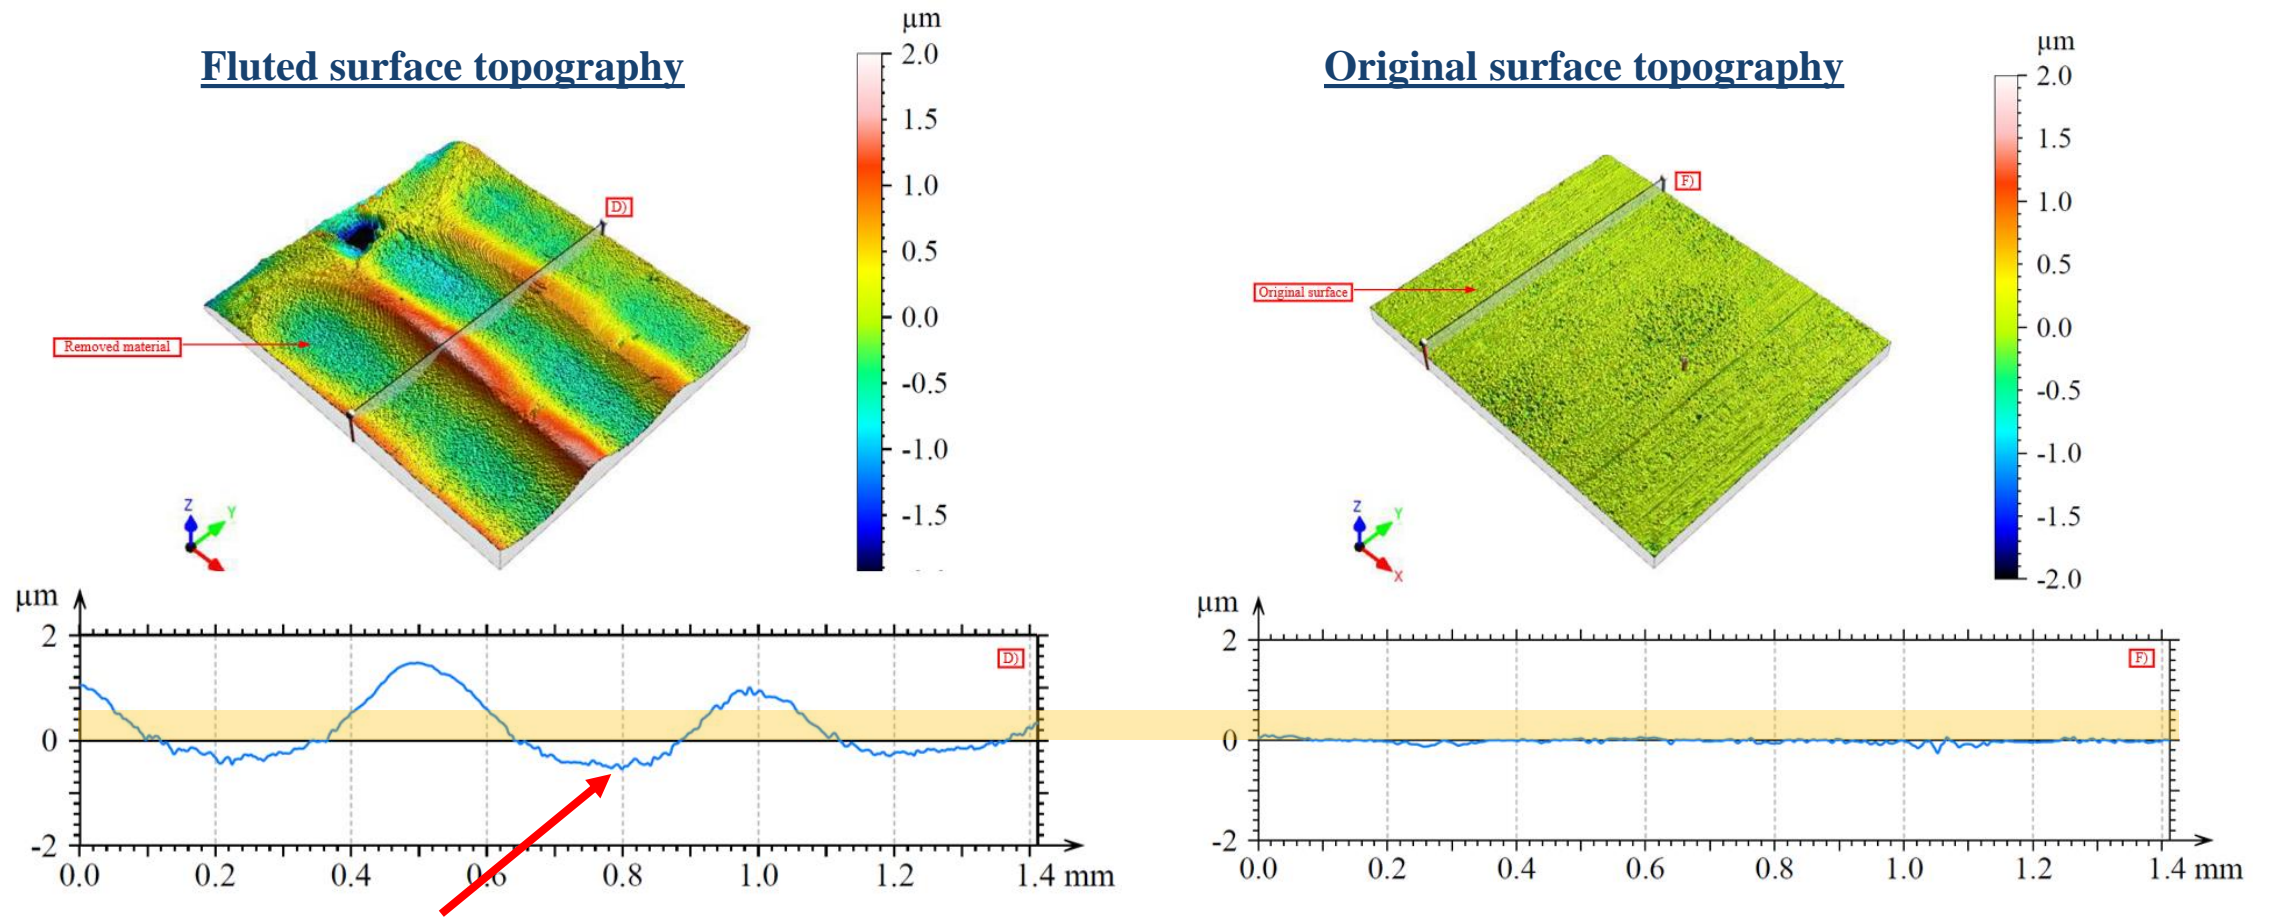 Fluted surface topography
µm
2.0
1.5
1.0
0.5
0.0
-0.5
-1.0
-1.5
D)
Removed material
Z
Y
Original surface topography
µm
2.0
1.5
1.0
0.5
0.0
-0.5
-1.0
-1.5
-2.0
F)
Original surface
Z
Y
X
µm
2
0
-2
D)
0.0 0.2 0.4 0.6 0.8 1.0 1.2 1.4 mm
µm
2
0
-2
F)
0.0 0.2 0.4 0.6 0.8 1.0 1.2 1.4 mm